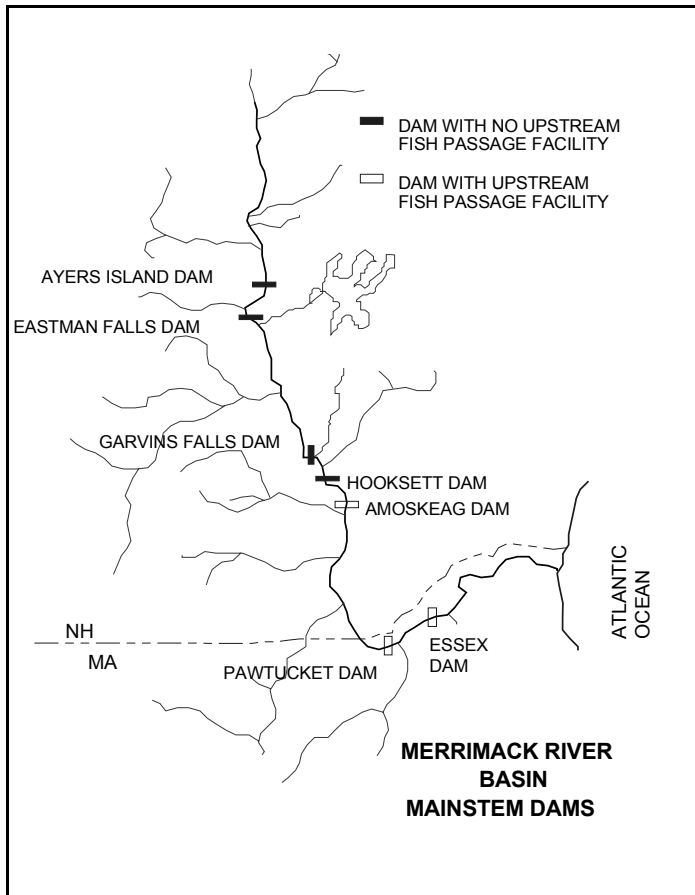 DAM WITH NO UPSTREAM
FISH PASSAGE FACILITY
DAM WITH UPSTREAM
FISH PASSAGE FACILITY
AYERS ISLAND DAM
EASTMAN FALLS DAM
GARVINS FALLS DAM
HOOKSETT DAM
AMOSKEAG DAM
ATLANTIC
OCEAN
NH
MA
ESSEX
DAM
PAWTUCKET DAM
MERRIMACK RIVER
BASIN
MAINSTEM DAMS